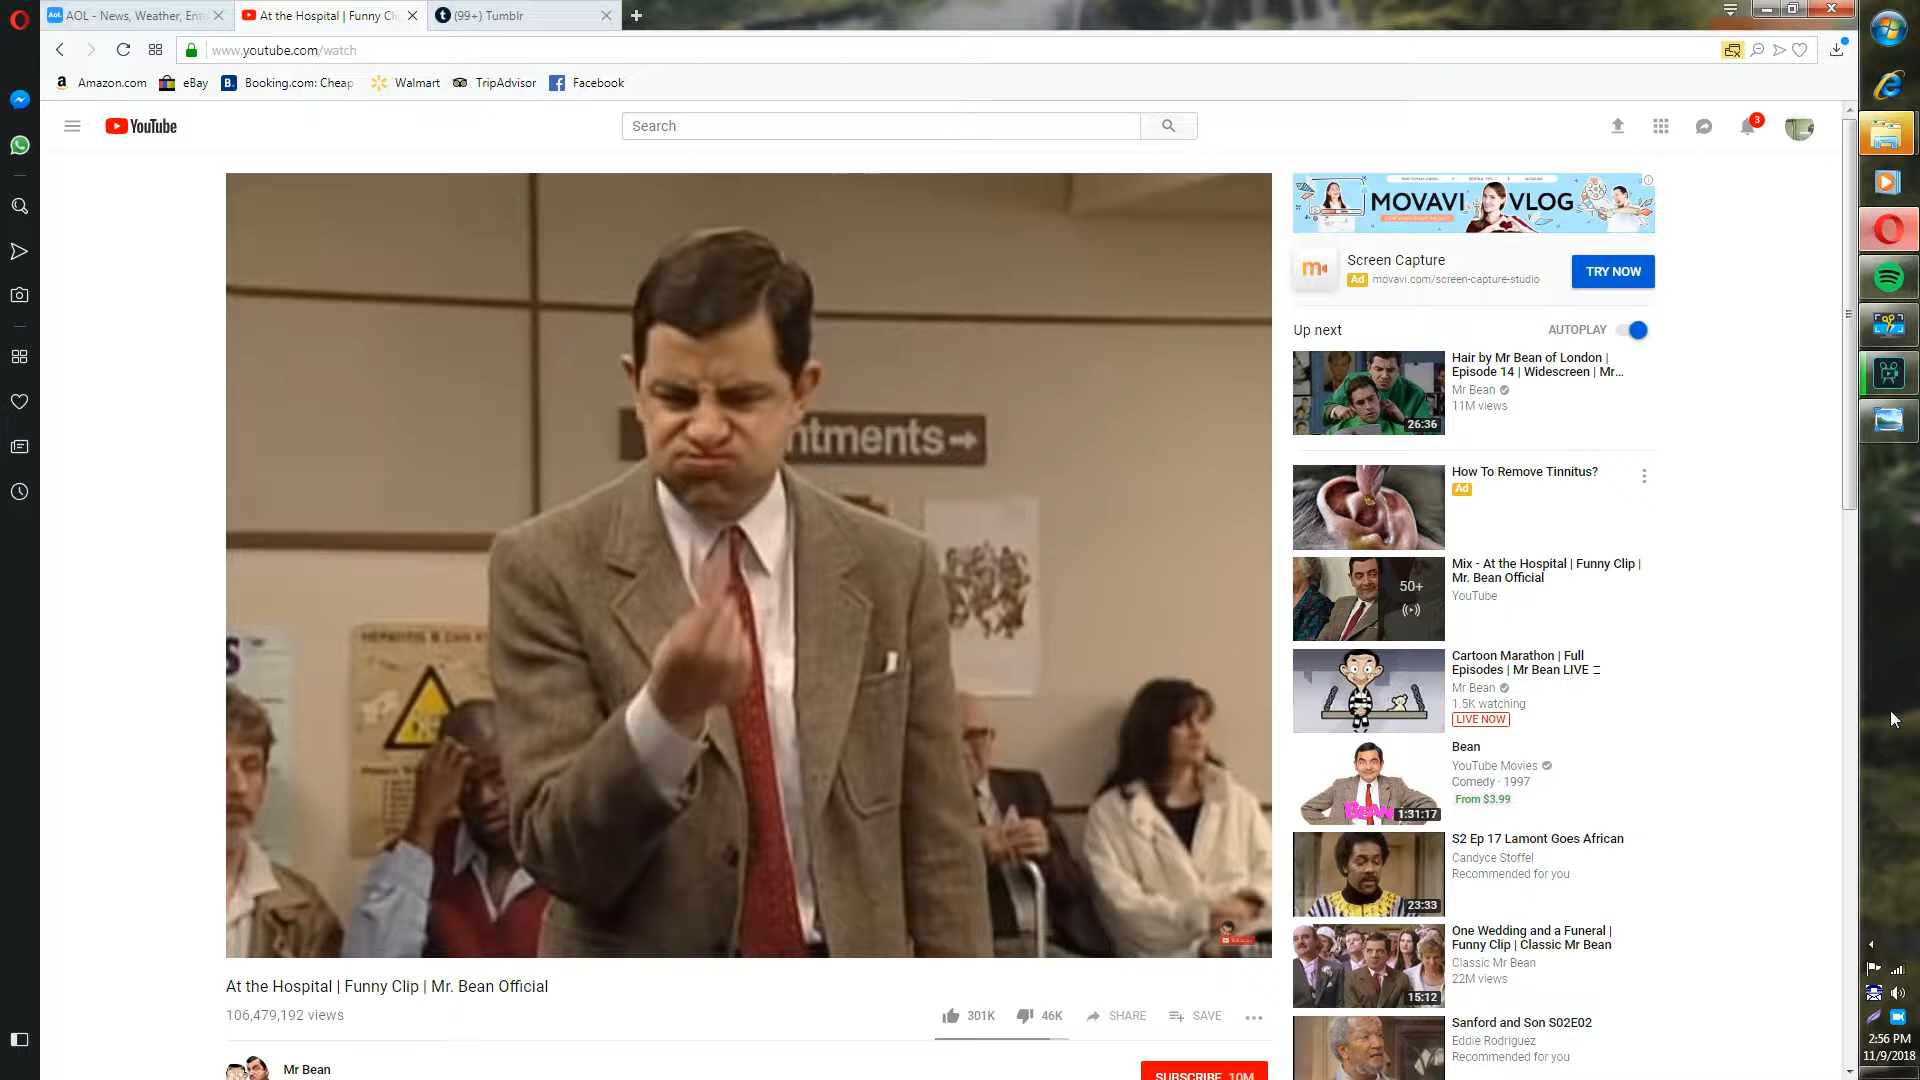 AOL - News, Weather, Ent
At the Hospital | Funny Cli
(99+) Tumblr
www.youtube.com/watch
Amazon.com
eBay
Booking.com: Cheap
Walmart
TripAdvisor
Facebook
YouTube
Search
3
ntments→
HEPATITIS B CAN K
MOVAVI VLOG
Screen Capture
Ad movavi.com/screen-capture-studio
TRY NOW
Up next
AUTOPLAY
Hair by Mr Bean of London |
Episode 14 | Widescreen | Mr...
Mr Bean
11M views
26:36
How To Remove Tinnitus?
Ad
Mix - At the Hospital | Funny Clip |
Mr. Bean Official
YouTube
50+
Cartoon Marathon | Full
Episodes | Mr Bean LIVE
Mr Bean
1.5K watching
LIVE NOW
Bean
YouTube Movies
Comedy · 1997
From $3.99
BEAN
1:31:17
S2 Ep 17 Lamont Goes African
Candyce Stoffel
Recommended for you
23:33
One Wedding and a Funeral |
Funny Clip | Classic Mr Bean
Classic Mr Bean
22M views
15:12
Sanford and Son S02E02
Eddie Rodriguez
Recommended for you
At the Hospital | Funny Clip | Mr. Bean Official
106,479,192 views
301K
46K
SHARE
SAVE
Mr Bean
SUBSCRIBE 10M
2:56 PM
11/9/2018